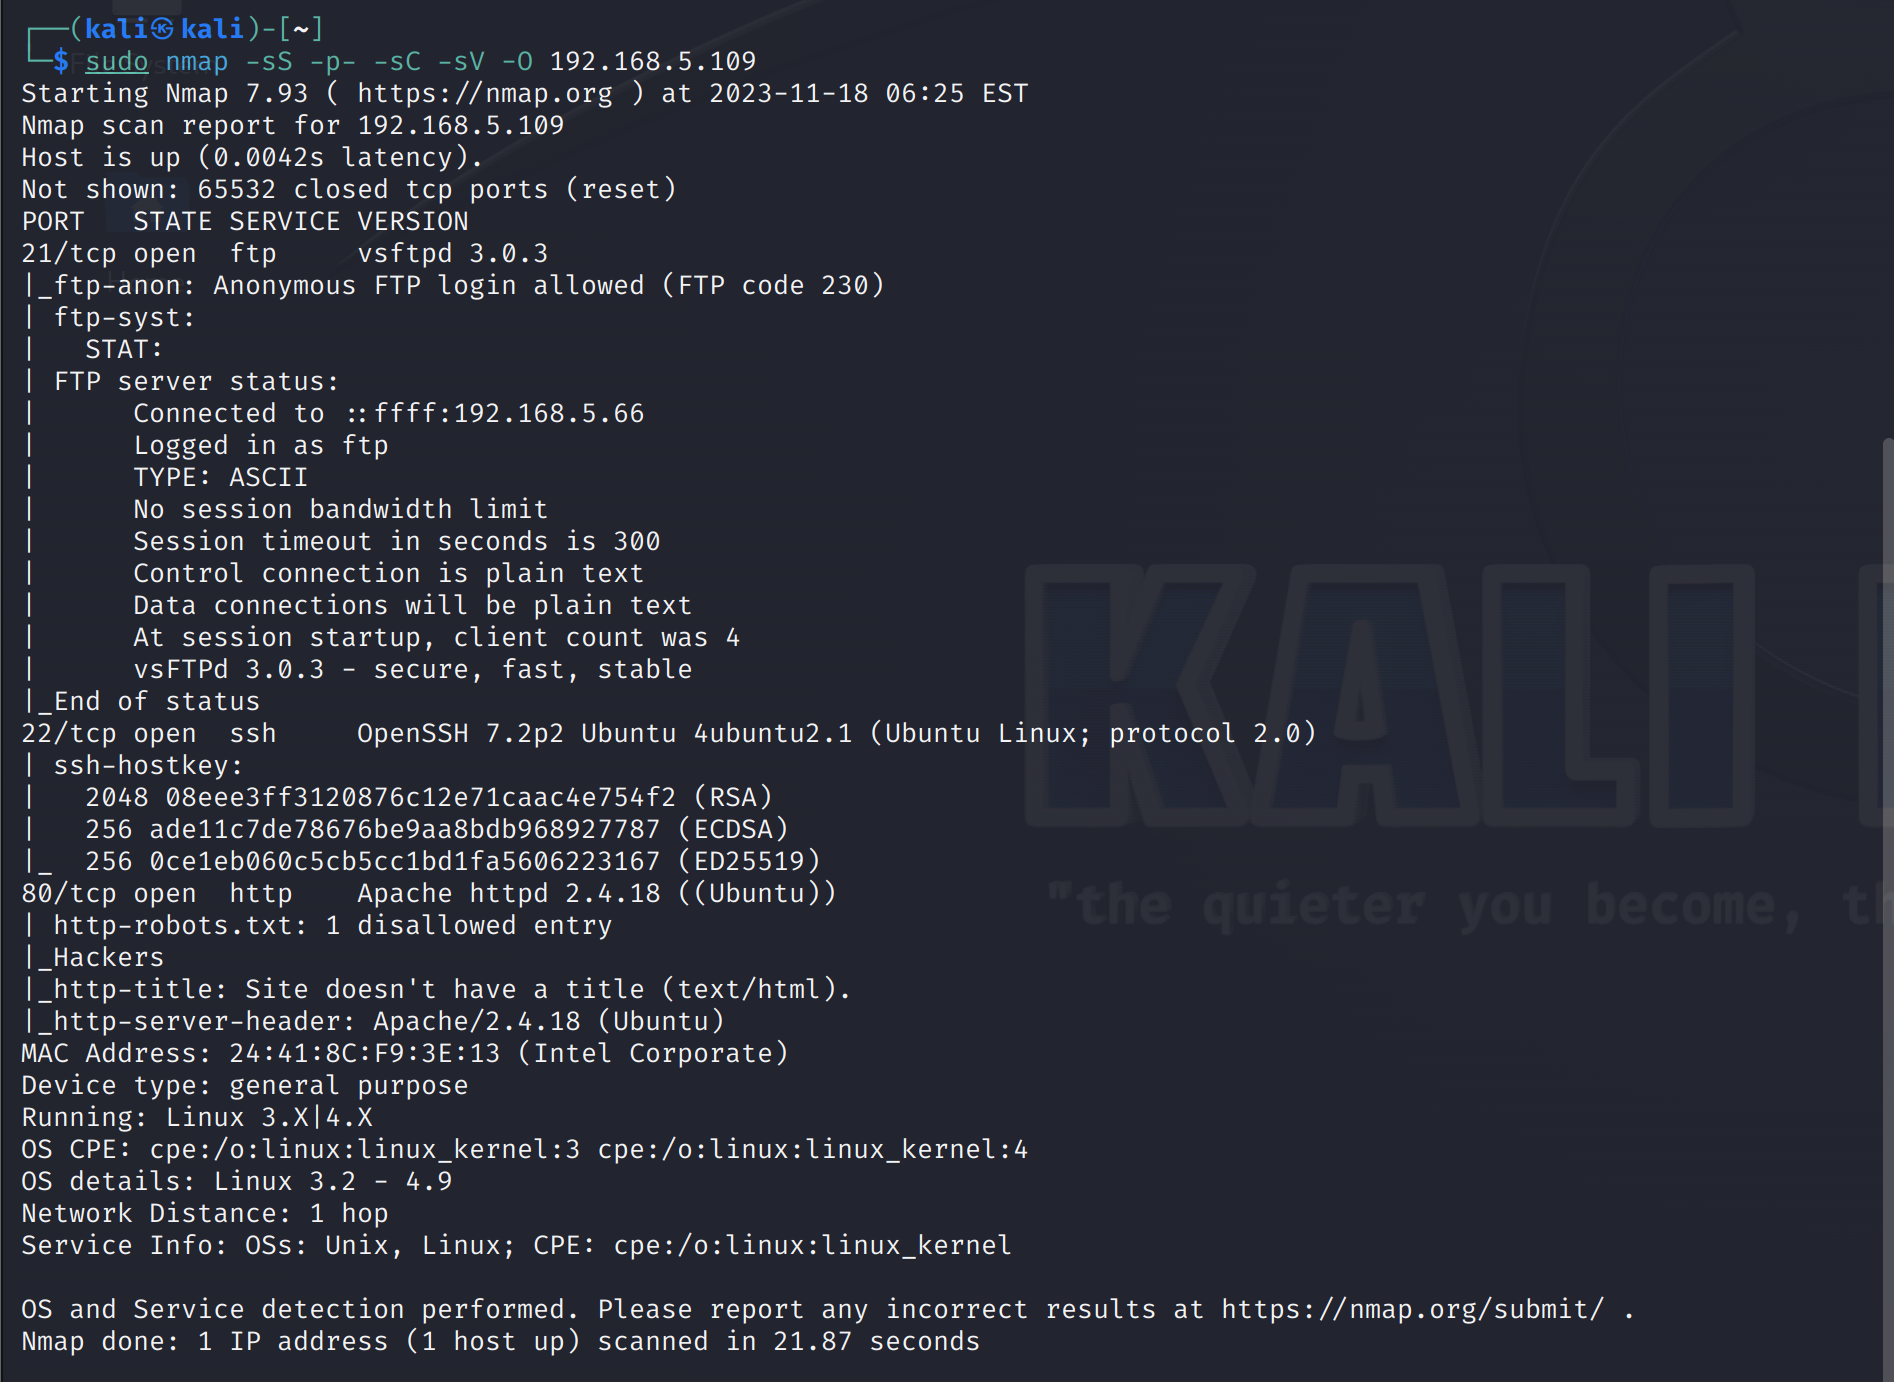 ┌──(kali㉿kali)-[~]
└─$ sudo nmap -sS -p- -sC -sV -O 192.168.5.109
Starting Nmap 7.93 ( https://nmap.org ) at 2023-11-18 06:25 EST
Nmap scan report for 192.168.5.109
Host is up (0.0042s latency).
Not shown: 65532 closed tcp ports (reset)
PORT   STATE SERVICE VERSION
21/tcp open  ftp     vsftpd 3.0.3
|_ftp-anon: Anonymous FTP login allowed (FTP code 230)
| ftp-syst:
|   STAT:
| FTP server status:
|      Connected to ::ffff:192.168.5.66
|      Logged in as ftp
|      TYPE: ASCII
|      No session bandwidth limit
|      Session timeout in seconds is 300
|      Control connection is plain text
|      Data connections will be plain text
|      At session startup, client count was 4
|      vsFTPd 3.0.3 - secure, fast, stable
|_End of status
22/tcp open  ssh     OpenSSH 7.2p2 Ubuntu 4ubuntu2.1 (Ubuntu Linux; protocol 2.0)
| ssh-hostkey:
|   2048 08eee3ff3120876c12e71caac4e754f2 (RSA)
|   256 ade11c7de78676be9aa8bdb968927787 (ECDSA)
|_  256 0ce1eb060c5cb5cc1bd1fa5606223167 (ED25519)
80/tcp open  http    Apache httpd 2.4.18 ((Ubuntu))
| http-robots.txt: 1 disallowed entry
|_Hackers
|_http-title: Site doesn't have a title (text/html).
|_http-server-header: Apache/2.4.18 (Ubuntu)
MAC Address: 24:41:8C:F9:3E:13 (Intel Corporate)
Device type: general purpose
Running: Linux 3.X|4.X
OS CPE: cpe:/o:linux:linux_kernel:3 cpe:/o:linux:linux_kernel:4
OS details: Linux 3.2 - 4.9
Network Distance: 1 hop
Service Info: OSs: Unix, Linux; CPE: cpe:/o:linux:linux_kernel
OS and Service detection performed. Please report any incorrect results at https://nmap.org/submit/ .
Nmap done: 1 IP address (1 host up) scanned in 21.87 seconds
KALI
"the quieter you become,